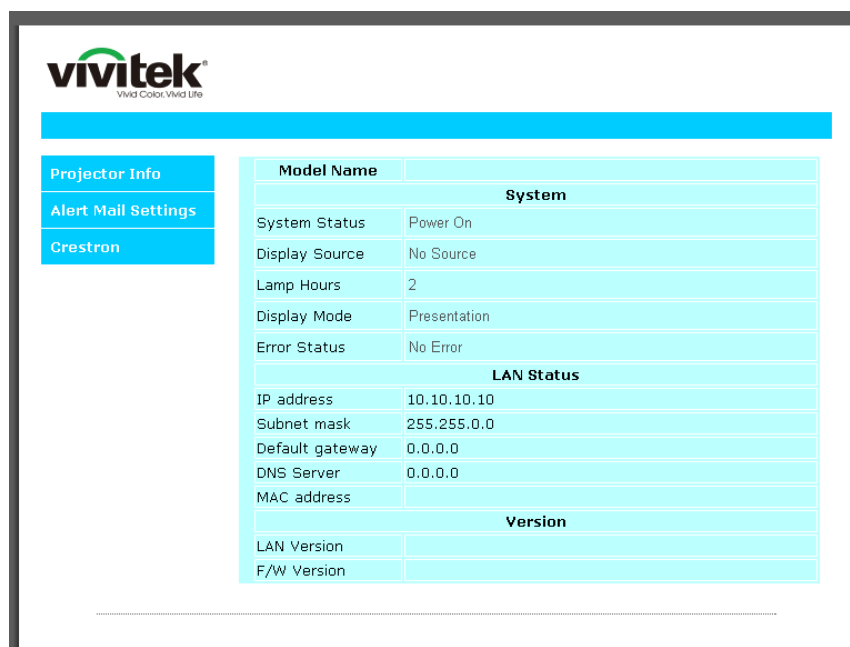 vivitek®
Vivid Color. Vivid Life
Projector Info
Alert Mail Settings
Crestron
Model Name
System
System Status Power On
Display Source No Source
Lamp Hours 2
Display Mode Presentation
Error Status No Error
LAN Status
IP address 10.10.10.10
Subnet mask 255.255.0.0
Default gateway 0.0.0.0
DNS Server 0.0.0.0
MAC address
Version
LAN Version
F/W Version